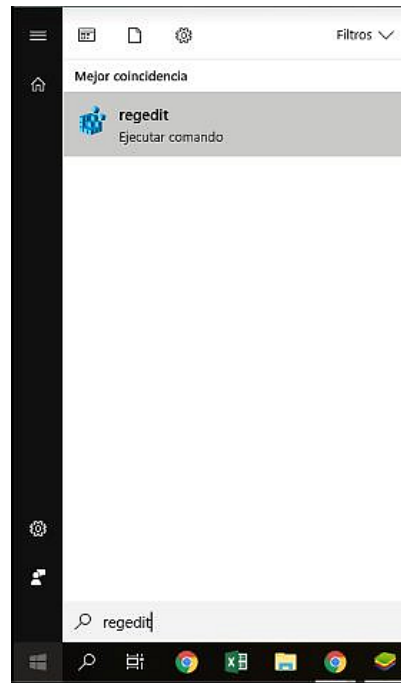 Filtros
Mejor coincidencia
regedit
Ejecutar comando
regedit